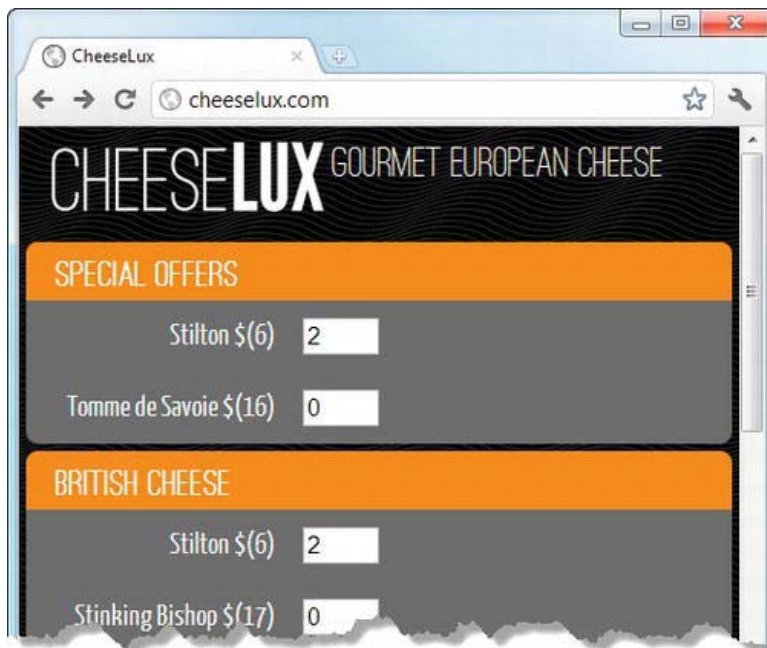 CheeseLux
cheeselux.com
CHEESELUX GOURMET EUROPEAN CHEESE
SPECIAL OFFERS
Stilton $(6) 2
Tomme de Savoie $(16) 0
BRITISH CHEESE
Stilton $(6) 2
Stinking Bishop $(17) 0